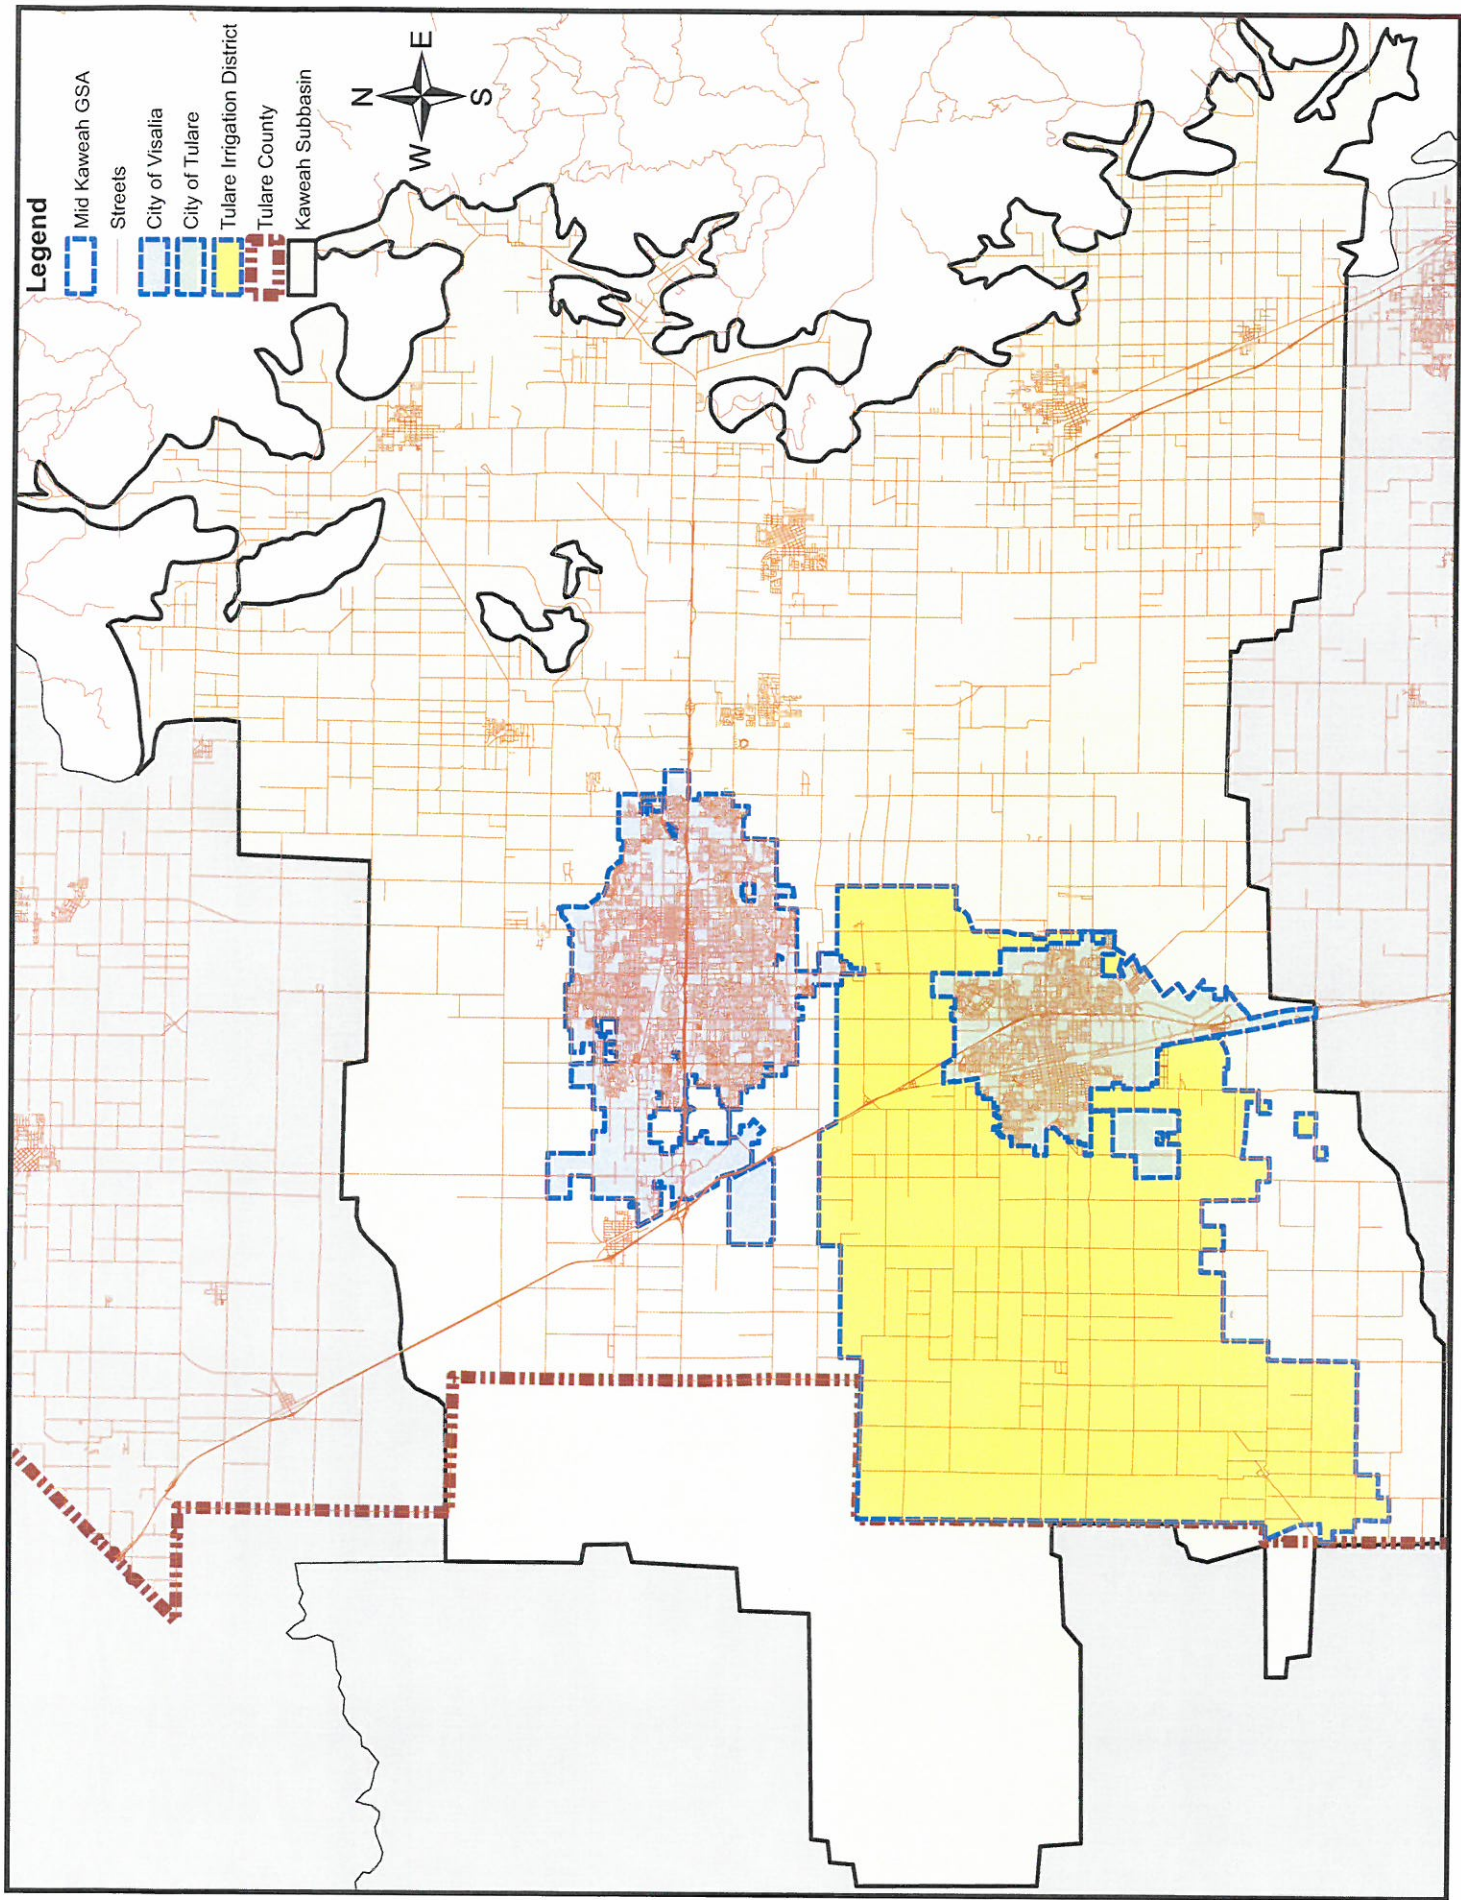 Legend
Mid Kaweah GSA
Streets
City of Visalia
City of Tulare
Tulare Irrigation District
Tulare County
Kaweah Subbasin
N
W
E
S